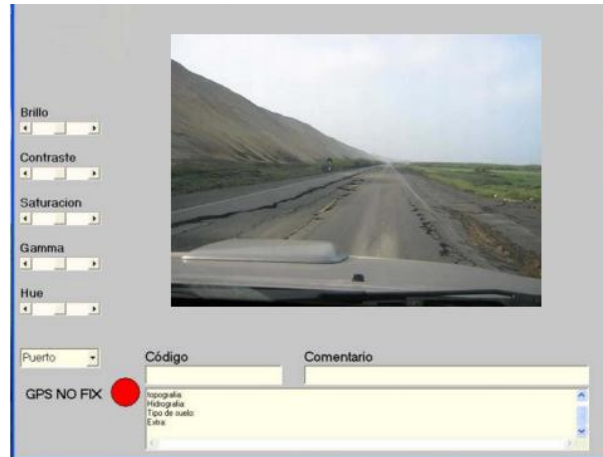 Brillo
Contraste
Saturacion
Gamma
Hue
Puerto
Código
Comentario
GPS NO FIX
topografia:
Hidrografia:
Tipo de suelo:
Extra: